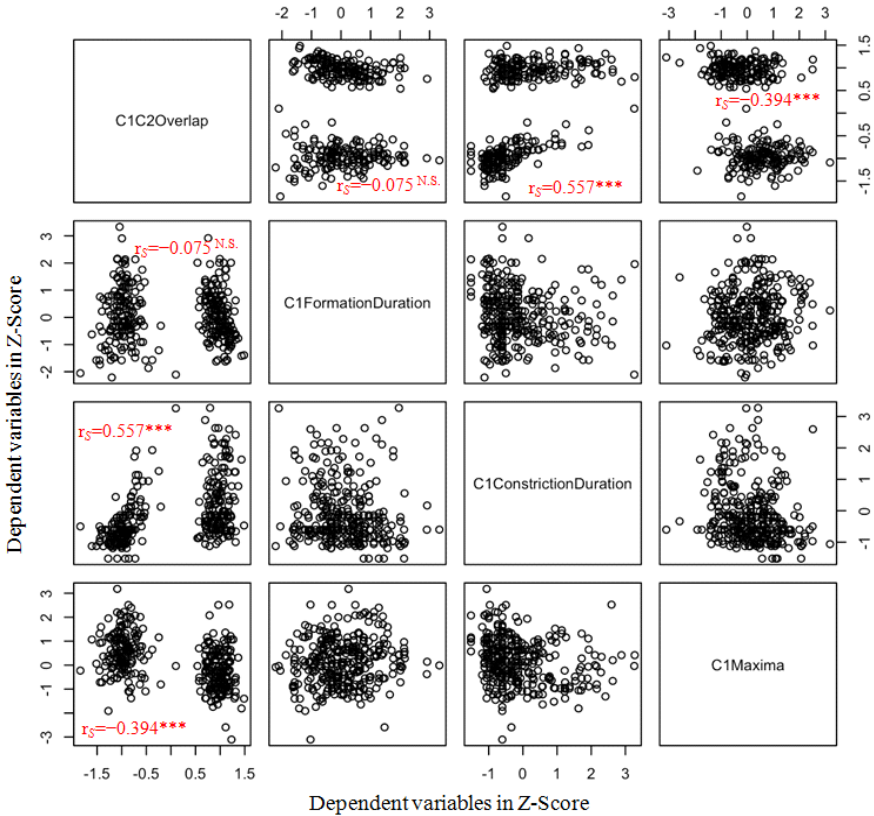 -2 -1 0 1 2 3
-1 0 1 2 3
-3 -1 0 1 2 3
C1C2Overlap
rS=−0.075 N.S.
rS=0.557***
rS=−0.394***
-1.5 -0.5 0.5 1.5
-2 -1 0 1 2 3
rS=−0.075 N.S.
C1FormationDuration
rS=0.557***
C1ConstrictionDuration
-1 0 1 2 3
-3 -1 0 1 2 3
rS=−0.394***
C1Maxima
-1.5 -0.5 0.5 1.5
-1 0 1 2 3
Dependent variables in Z-Score
Dependent variables in Z-Score